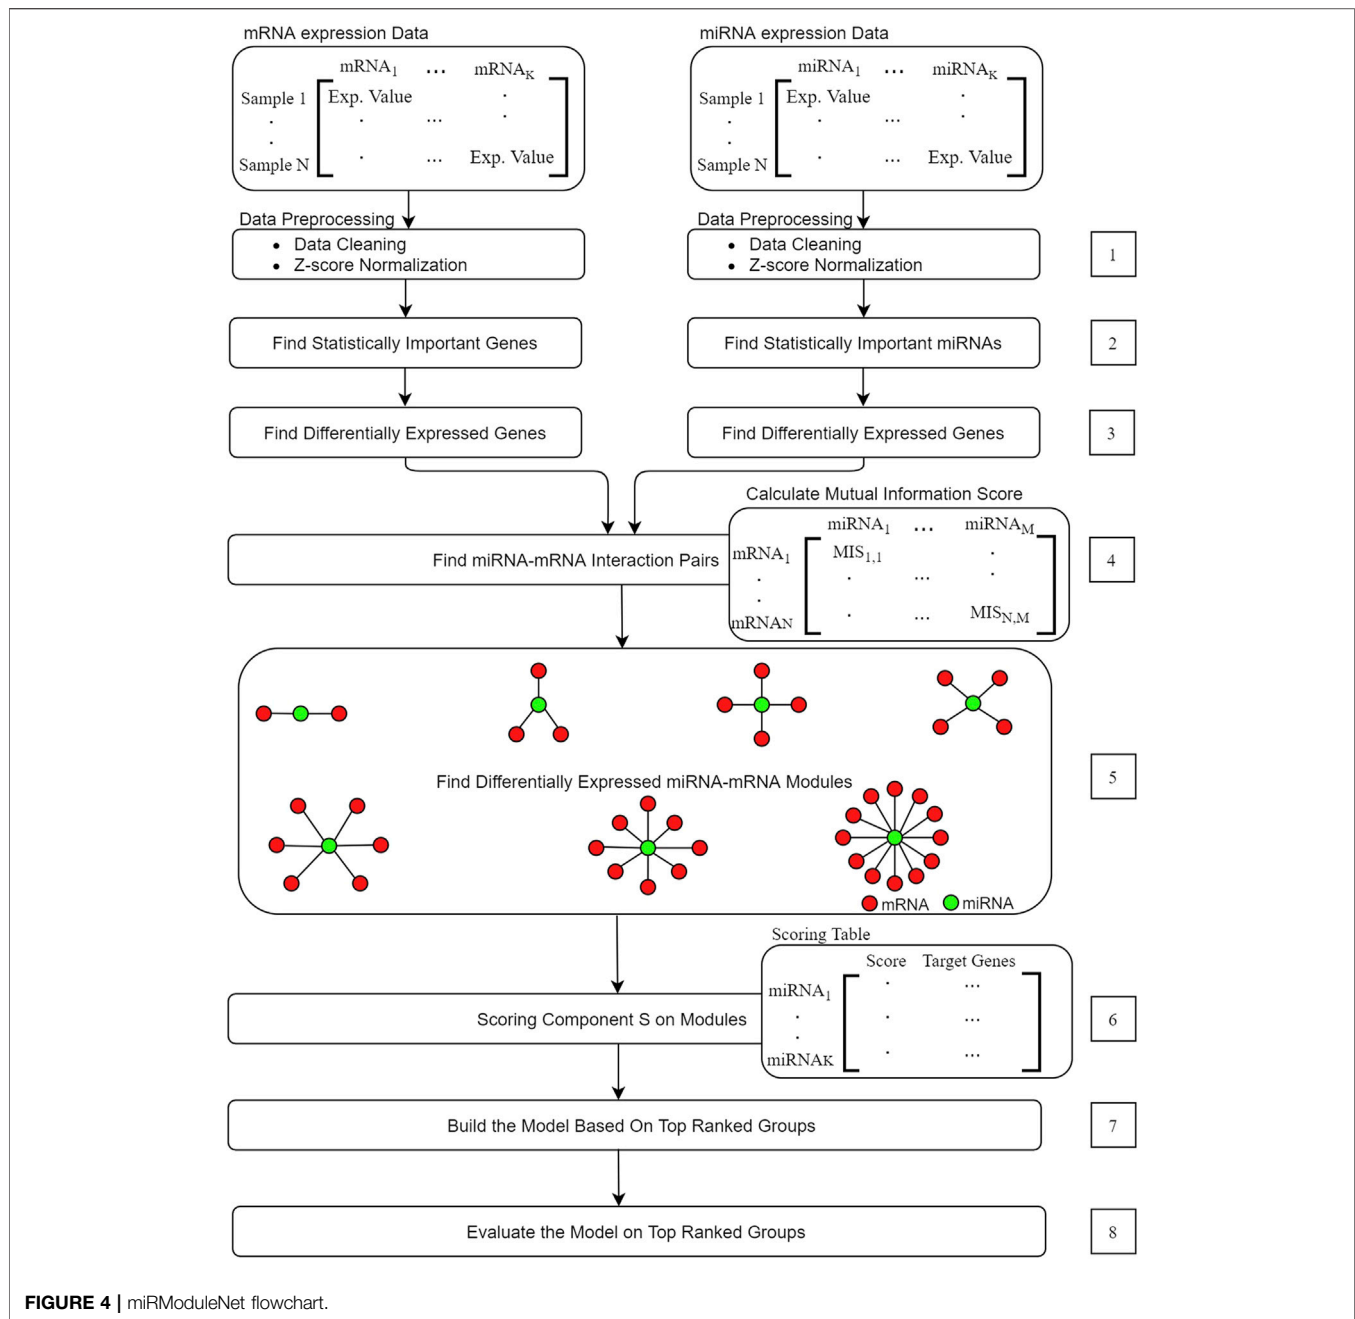 mRNA expression Data
mRNA1 ... mRNAK
Sample 1 Exp. Value .
. . ... .
.
Sample N . ... Exp. Value
miRNA expression Data
miRNA1 ... miRNAK
Sample 1 Exp. Value .
. . ... .
.
Sample N . ... Exp. Value
Data Preprocessing
• Data Cleaning
• Z-score Normalization
Data Preprocessing
• Data Cleaning
• Z-score Normalization
1
Find Statistically Important Genes
Find Statistically Important miRNAs
2
Find Differentially Expressed Genes
Find Differentially Expressed Genes
3
Calculate Mutual Information Score
miRNA1 ... miRNAM
mRNA1 MIS1,1 .
. . ... .
.
mRNAN . ... MISN,M
Find miRNA-mRNA Interaction Pairs
4
Find Differentially Expressed miRNA-mRNA Modules
5
mRNA miRNA
Scoring Table
Score Target Genes
miRNA1 . ...
. . ...
.
miRNAK . ...
Scoring Component S on Modules
6
Build the Model Based On Top Ranked Groups
7
Evaluate the Model on Top Ranked Groups
8
FIGURE 4 | miRModuleNet flowchart.